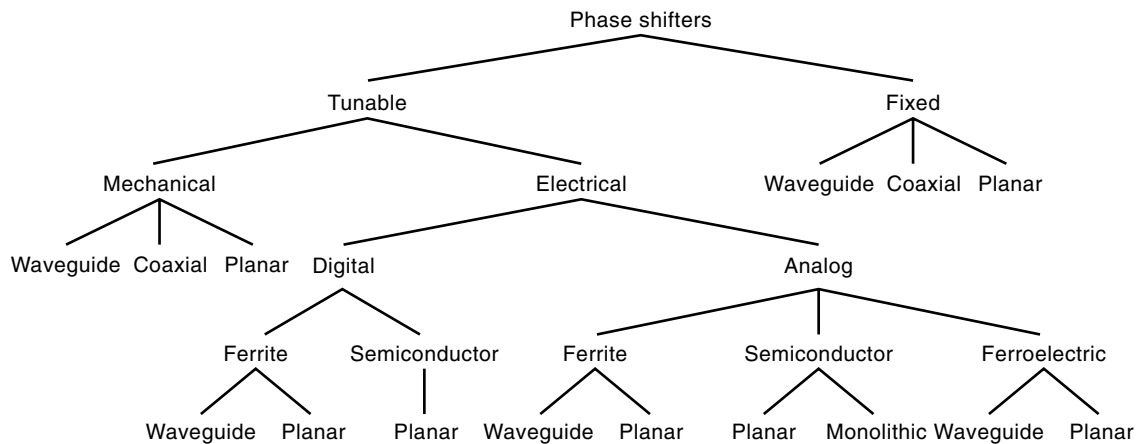 Phase shifters
Tunable Fixed
Mechanical Electrical Waveguide Coaxial Planar
Waveguide Coaxial Planar Digital Analog
Ferrite Semiconductor Ferrite Semiconductor Ferroelectric
Waveguide Planar Planar Waveguide Planar Planar Monolithic Waveguide Planar